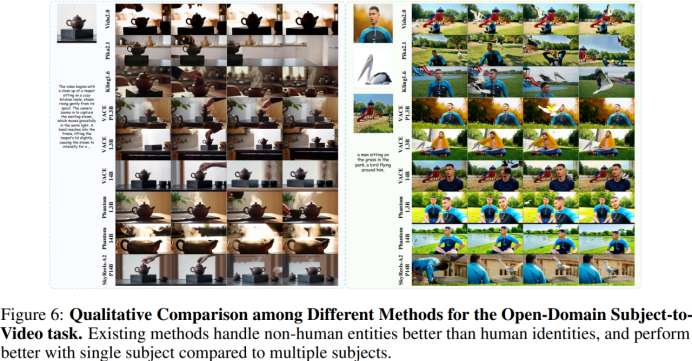 The video begins
with a close up of a teapot
sitting on a cozy
kitchen table, steam
rising gently from its
spout. The camera
zooms in to capture
the swirling steam,
which moves gracefully
in the warm light. A
hand reaches into the
frame, lifting the
teapot's lid slightly,
causing the steam to
intensify for a
Vidu2.0
Pika2.1
Kling1.6
VACE
P1.3B
VACE
1.3B
VACE
14B
Phantom
1.3B
Phantom
14B
SkyReels-A2
P14B
a man sitting on
the grass in the
park, a bird flying
around him.
Vidu2.0
Pika2.1
Kling1.6
VACE
P1.3B
VACE
1.3B
VACE
14B
Phantom
1.3B
Phantom
14B
SkyReels-A2
P14B
Figure 6: Qualitative Comparison among Different Methods for the Open-Domain Subject-to-
Video task. Existing methods handle non-human entities better than human identities, and perform
better with single subject compared to multiple subjects.